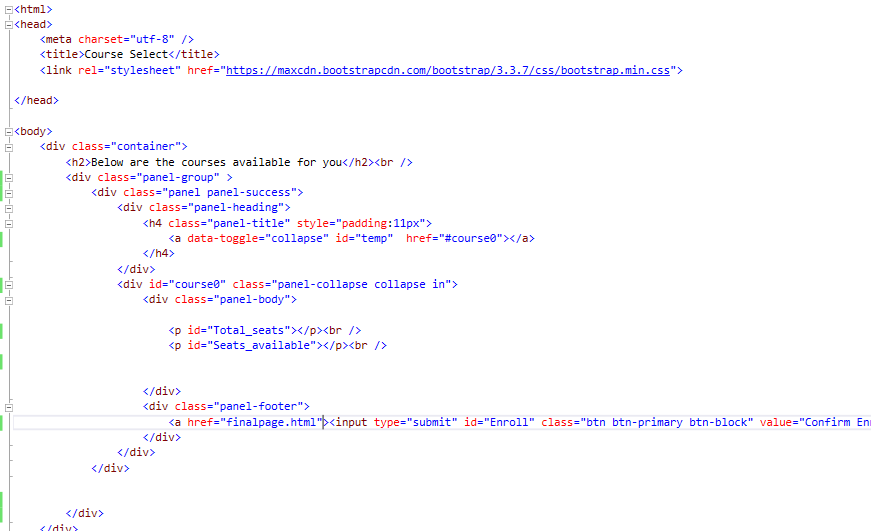 <html>
<head>
<meta charset="utf-8" />
<title>Course Select</title>
<link rel="stylesheet" href="https://maxcdn.bootstrapcdn.com/bootstrap/3.3.7/css/bootstrap.min.css">
</head>
<body>
<div class="container">
<h2>Below are the courses available for you</h2><br />
<div class="panel-group" >
<div class="panel panel-success">
<div class="panel-heading">
<h4 class="panel-title" style="padding:11px">
<a data-toggle="collapse" id="temp"  href="#course0"></a>
</h4>
</div>
<div id="course0" class="panel-collapse collapse in">
<div class="panel-body">
<p id="Total_seats"></p><br />
<p id="Seats_available"></p><br />
</div>
<div class="panel-footer">
<a href="finalpage.html"><input type="submit" id="Enroll" class="btn btn-primary btn-block" value="Confirm En
</div>
</div>
</div>
</div>
</div>